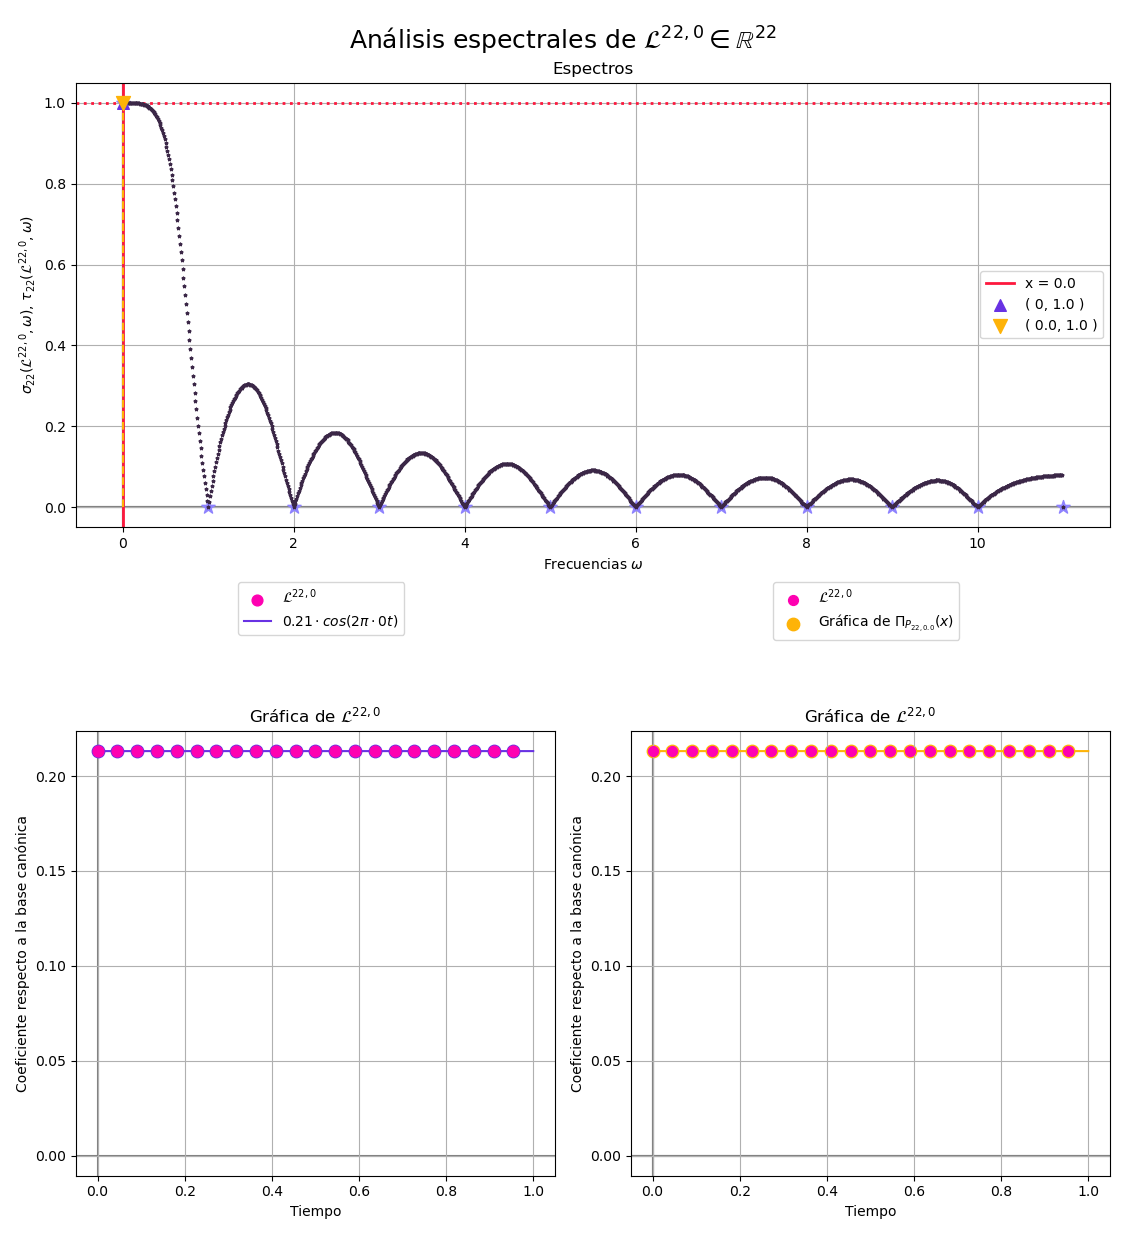 Análisis espectrales de 𝓛^{22,0} ∈ ℝ^{22}
Espectros
σ_{22}(𝓛^{22,0}, ω), τ_{22}(𝓛^{22,0}, ω)
1.0
0.8
0.6
0.4
0.2
0.0
x = 0.0
( 0, 1.0 )
( 0.0, 1.0 )
0 2 4 6 8 10
Frecuencias ω
𝓛^{22,0}
0.21 · cos(2π · 0t)
𝓛^{22,0}
Gráfica de Π_{P_{22,0.0}}(x)
Gráfica de 𝓛^{22,0}
Coeficiente respecto a la base canónica
0.20
0.15
0.10
0.05
0.00
0.0 0.2 0.4 0.6 0.8 1.0
Tiempo
Gráfica de 𝓛^{22,0}
Coeficiente respecto a la base canónica
0.20
0.15
0.10
0.05
0.00
0.0 0.2 0.4 0.6 0.8 1.0
Tiempo